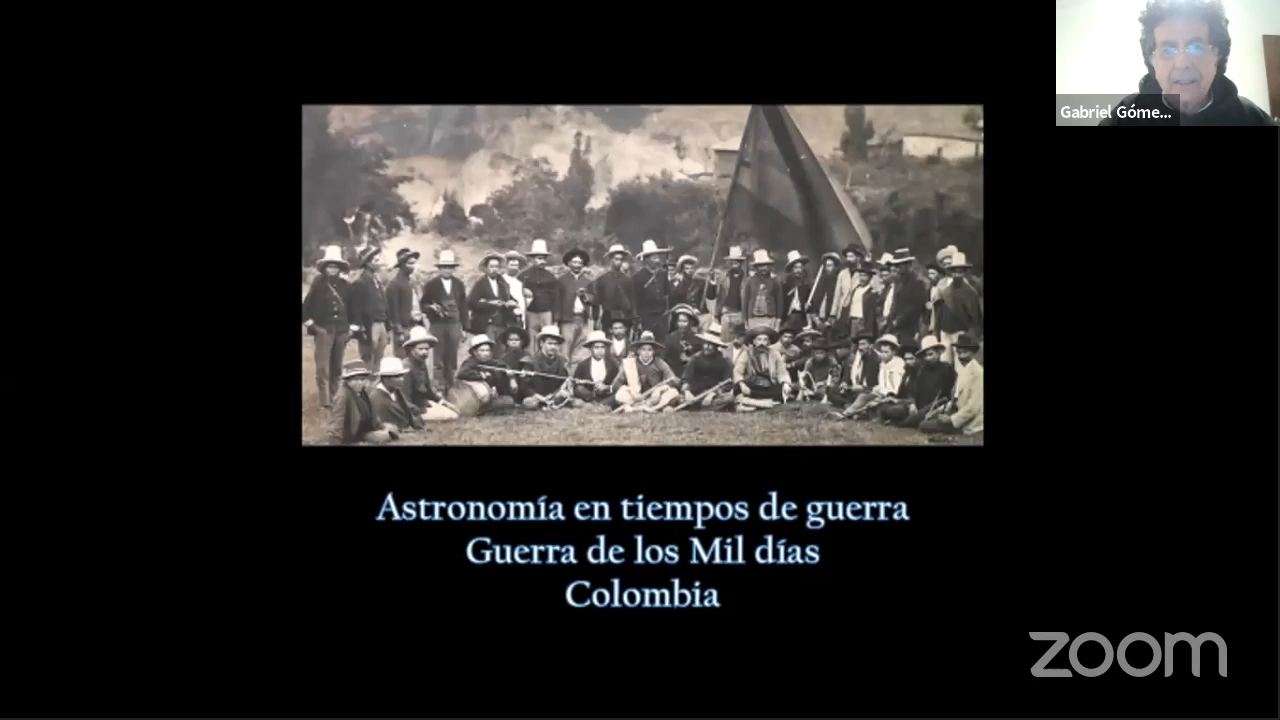 Gabriel Góme...
Astronomía en tiempos de guerra
Guerra de los Mil días
Colombia
zoom